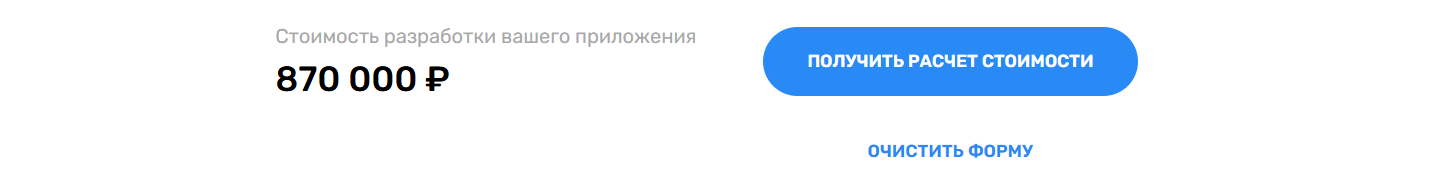 Стоимость разработки вашего приложения
870 000 ₽
ПОЛУЧИТЬ РАСЧЕТ СТОИМОСТИ
ОЧИСТИТЬ ФОРМУ